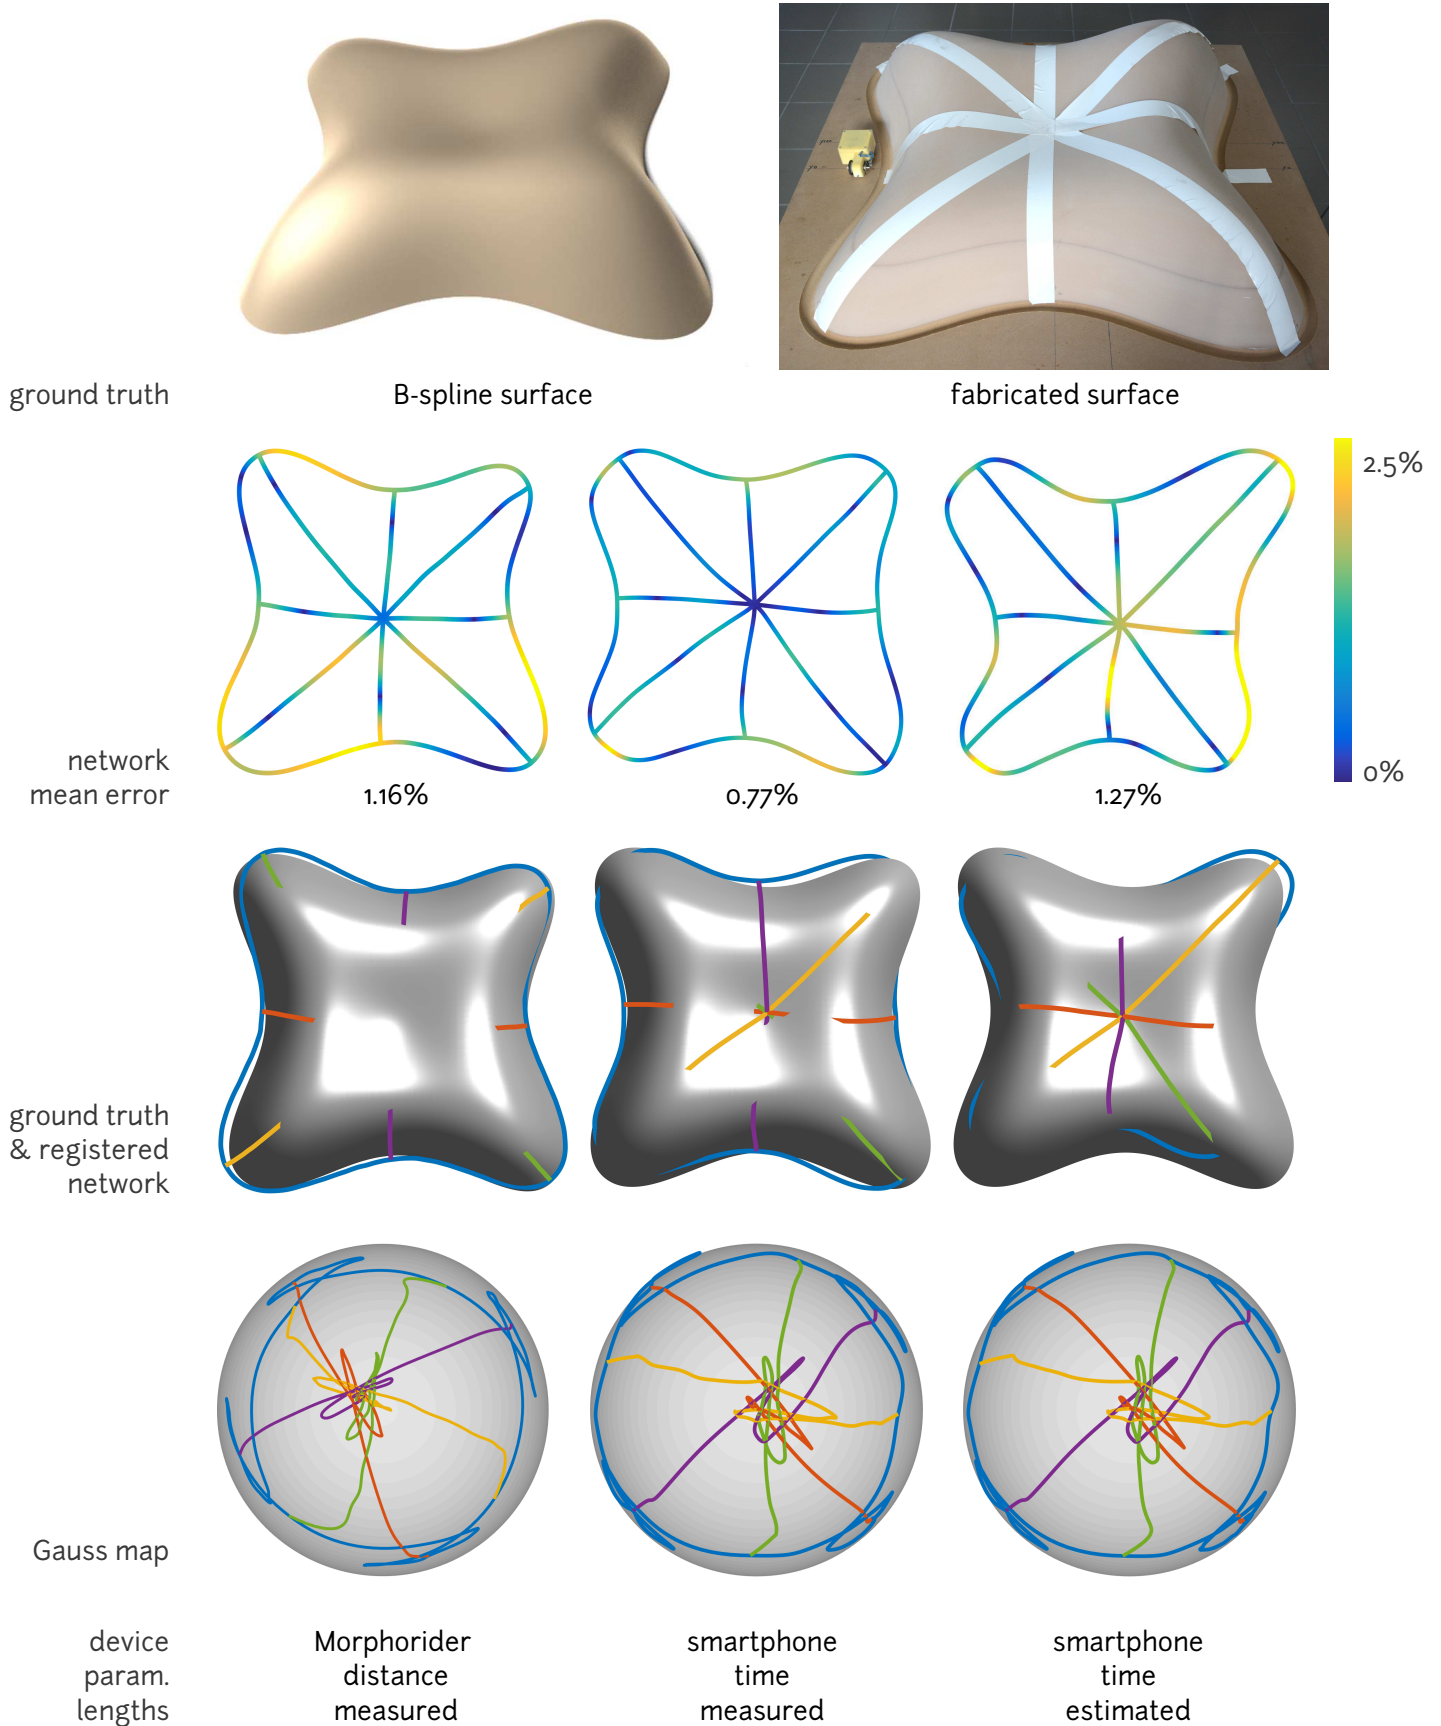 ground truth
B-spline surface
fabricated surface
2.5%
0%
network
mean error
1.16%
0.77%
1.27%
ground truth
& registered
network
Gauss map
device
Morphorider
smartphone
smartphone
param.
distance
time
time
lengths
measured
measured
estimated